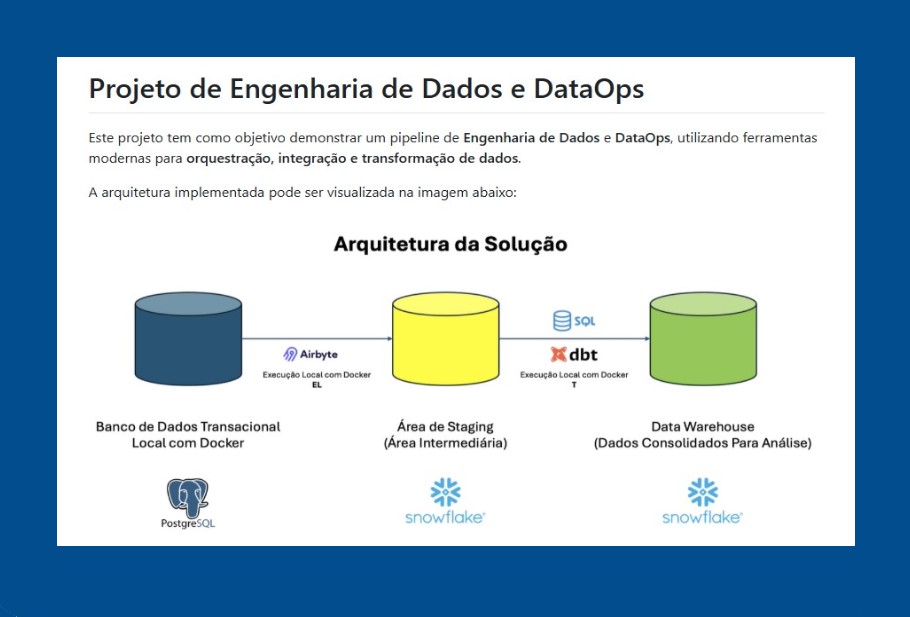 Projeto de Engenharia de Dados e DataOps
Este projeto tem como objetivo demonstrar um pipeline de Engenharia de Dados e DataOps, utilizando ferramentas
modernas para orquestração, integração e transformação de dados.
A arquitetura implementada pode ser visualizada na imagem abaixo:
Arquitetura da Solução
Airbyte
Execução Local com Docker
EL
SQL
dbt
Execução Local com Docker
T
Banco de Dados Transacional
Local com Docker
Área de Staging
(Área Intermediária)
Data Warehouse
(Dados Consolidados Para Análise)
PostgreSQL
snowflake
snowflake